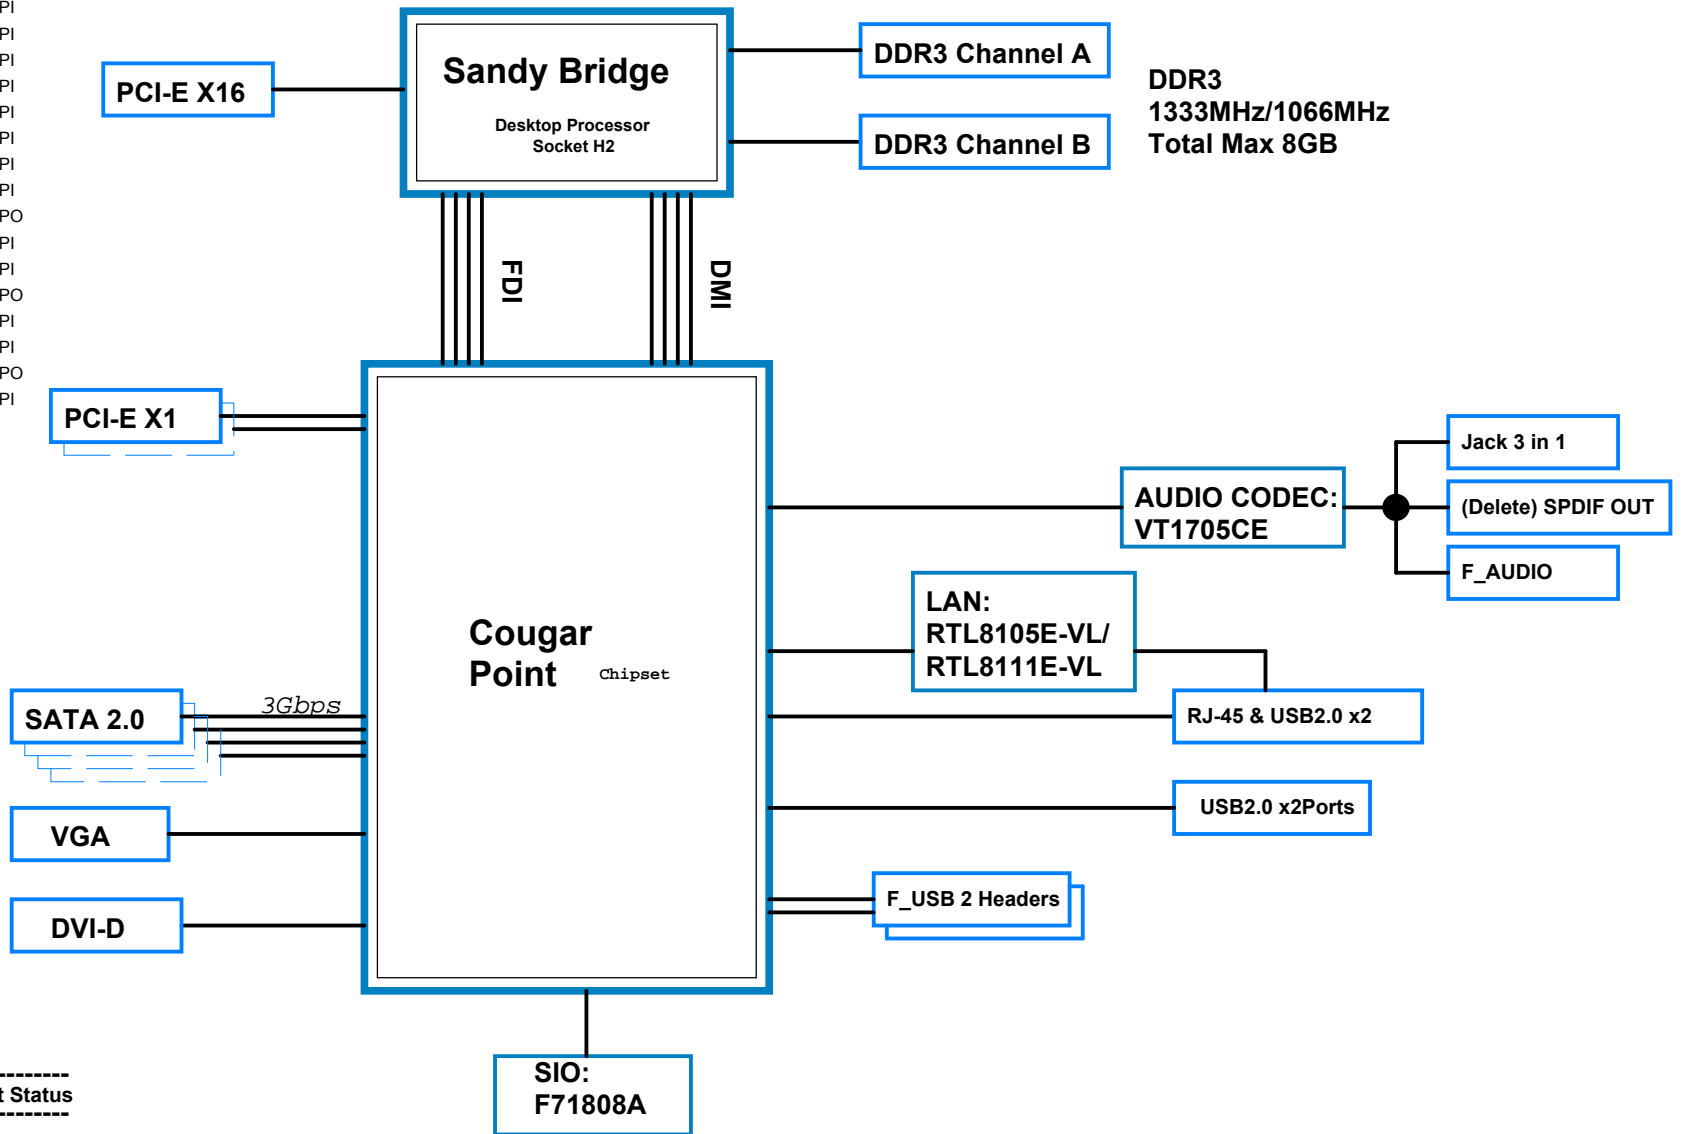 PI
PI
PI
PI
PI
PI
PI
PI
PO
PI
PI
PO
PI
PI
PO
PI
Sandy Bridge
Desktop Processor
Socket H2
PCI-E X16
DDR3 Channel A
DDR3 Channel B
DDR3
1333MHz/1066MHz
Total Max 8GB
FDI
DMI
PCI-E X1
Jack 3 in 1
AUDIO CODEC:
VT1705CE
(Delete) SPDIF OUT
F_AUDIO
LAN:
RTL8105E-VL/
RTL8111E-VL
Cougar
Point
Chipset
SATA 2.0
3Gbps
RJ-45 & USB2.0 x2
VGA
USB2.0 x2Ports
DVI-D
F_USB 2 Headers
SIO:
F71808A
--------
t Status
--------